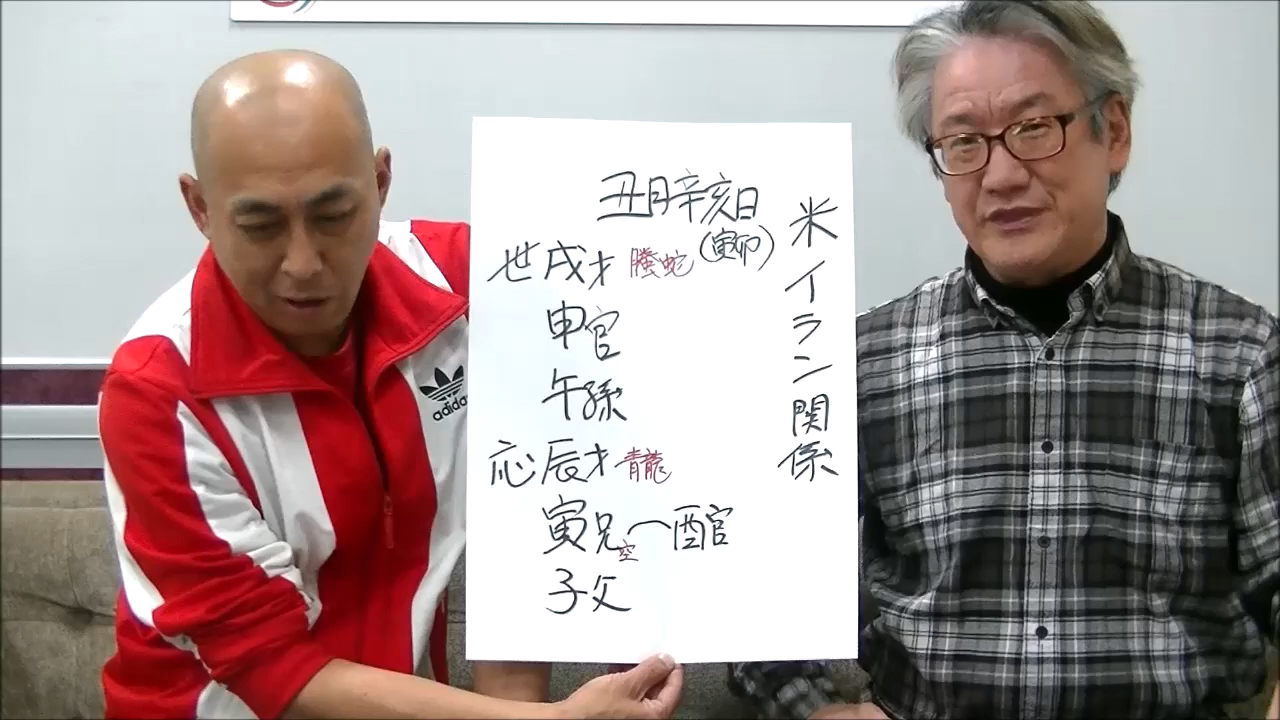 米イラン関係
丑月辛亥日
(寅卯)
世戌才 騰蛇
申官
午孫
応辰才 青龍
寅兄 空 酉官
子父
adidas